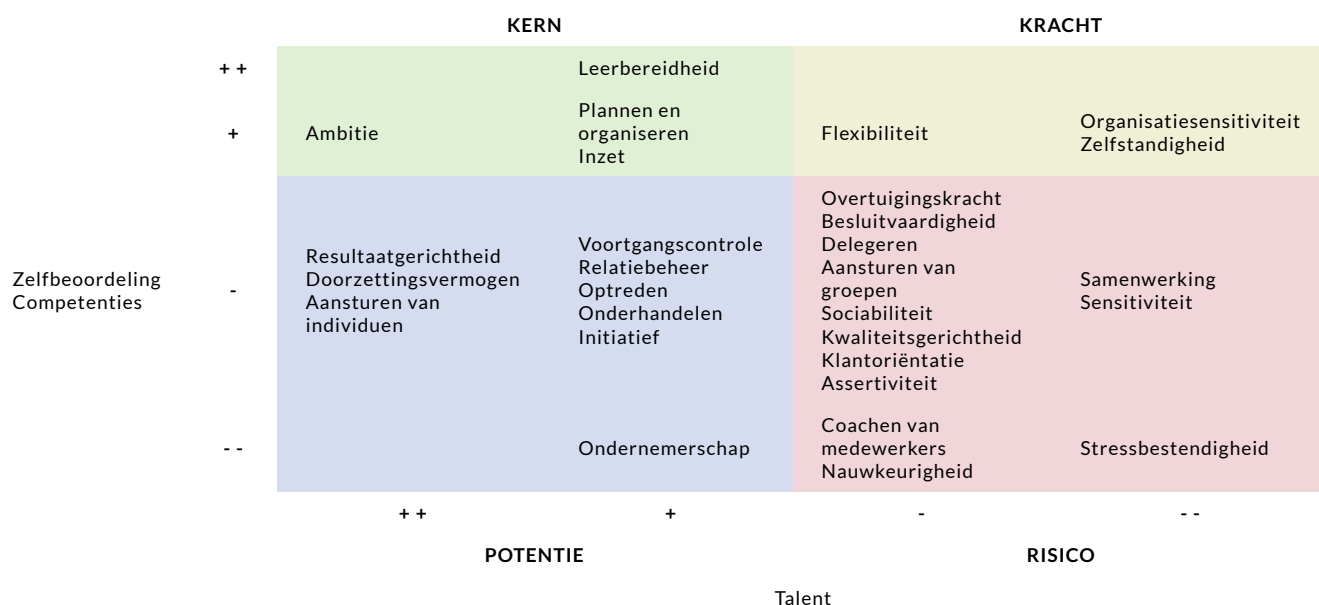 KERN
KRACHT
+ +
Leerbereidheid
+
Ambitie
Plannen en
organiseren
Inzet
Flexibiliteit
Organisatiesensitiviteit
Zelfstandigheid
Zelfbeoordeling
Competenties
-
Resultaatgerichtheid
Doorzettingsvermogen
Aansturen van
individuen
Voortgangscontrole
Relatiebeheer
Optreden
Onderhandelen
Initiatief
Overtuigingskracht
Besluitvaardigheid
Delegeren
Aansturen van
groepen
Sociabiliteit
Kwaliteitsgerichtheid
Klantoriëntatie
Assertiviteit
Samenwerking
Sensitiviteit
- -
Ondernemerschap
Coachen van
medewerkers
Nauwkeurigheid
Stressbestendigheid
+ +
+
-
- -
POTENTIE
RISICO
Talent